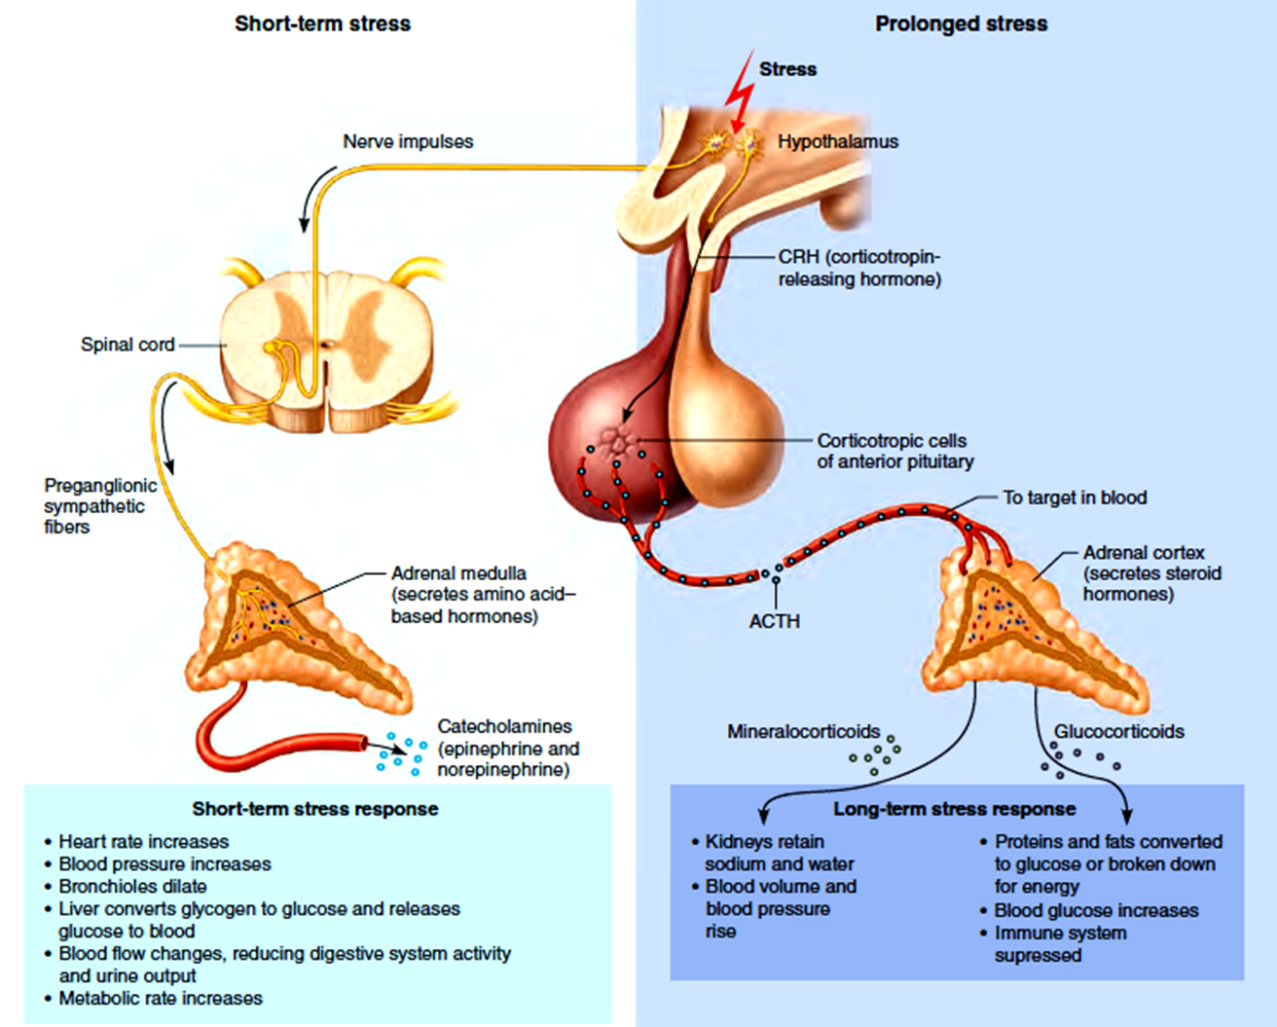 Short-term stress
Prolonged stress
Stress
Nerve impulses
Hypothalamus
CRH (corticotropin-
releasing hormone)
Spinal cord
Corticotropic cells
of anterior pituitary
Preganglionic
sympathetic
fibers
To target in blood
Adrenal medulla
(secretes amino acid–
based hormones)
Adrenal cortex
(secretes steroid
hormones)
ACTH
Catecholamines
(epinephrine and
norepinephrine)
Mineralocorticoids
Glucocorticoids
Short-term stress response
• Heart rate increases
• Blood pressure increases
• Bronchioles dilate
• Liver converts glycogen to glucose and releases
glucose to blood
• Blood flow changes, reducing digestive system activity
and urine output
• Metabolic rate increases
Long-term stress response
• Kidneys retain
sodium and water
• Blood volume and
blood pressure
rise
• Proteins and fats converted
to glucose or broken down
for energy
• Blood glucose increases
• Immune system
supressed